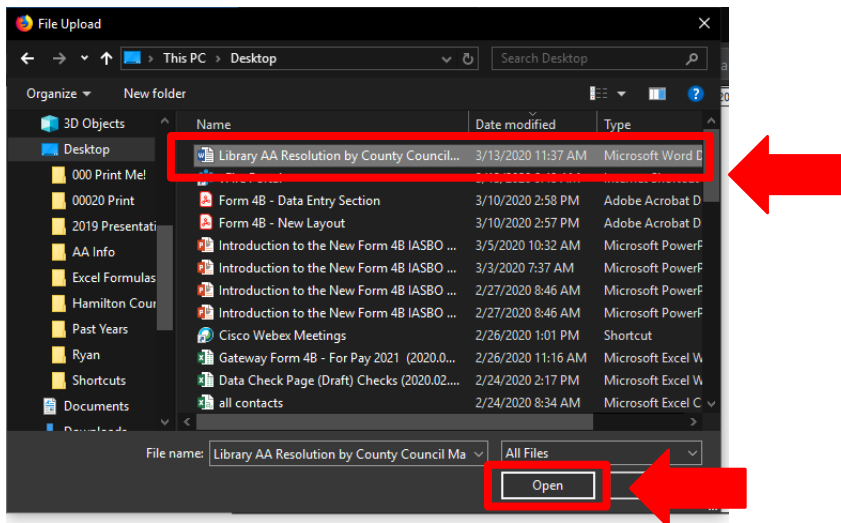 File Upload
This PC > Desktop
Search Desktop
Organize
New folder
3D Objects
Desktop
000 Print Me!
00020 Print
2019 Presentati
AA Info
Excel Formulas
Hamilton Cour
Past Years
Ryan
Shortcuts
Documents
Name Date modified Type
Library AA Resolution by County Council... 3/13/2020 11:37 AM Microsoft Word D
Form 4B - Data Entry Section 3/10/2020 2:58 PM Adobe Acrobat D
Form 4B - New Layout 3/10/2020 2:57 PM Adobe Acrobat D
Introduction to the New Form 4B IASBO ... 3/5/2020 10:32 AM Microsoft PowerP
Introduction to the New Form 4B IASBO ... 3/3/2020 7:37 AM Microsoft PowerP
Introduction to the New Form 4B IASBO ... 2/27/2020 8:46 AM Microsoft PowerP
Introduction to the New Form 4B IASBO ... 2/27/2020 8:46 AM Microsoft PowerP
Cisco Webex Meetings 2/26/2020 1:01 PM Shortcut
Gateway Form 4B - For Pay 2021 (2020.0... 2/26/2020 11:16 AM Microsoft Excel W
Data Check Page (Draft) Checks (2020.02.... 2/24/2020 2:17 PM Microsoft Excel W
all contacts 2/24/2020 8:34 AM Microsoft Excel C
File name: Library AA Resolution by County Council Ma All Files
Open